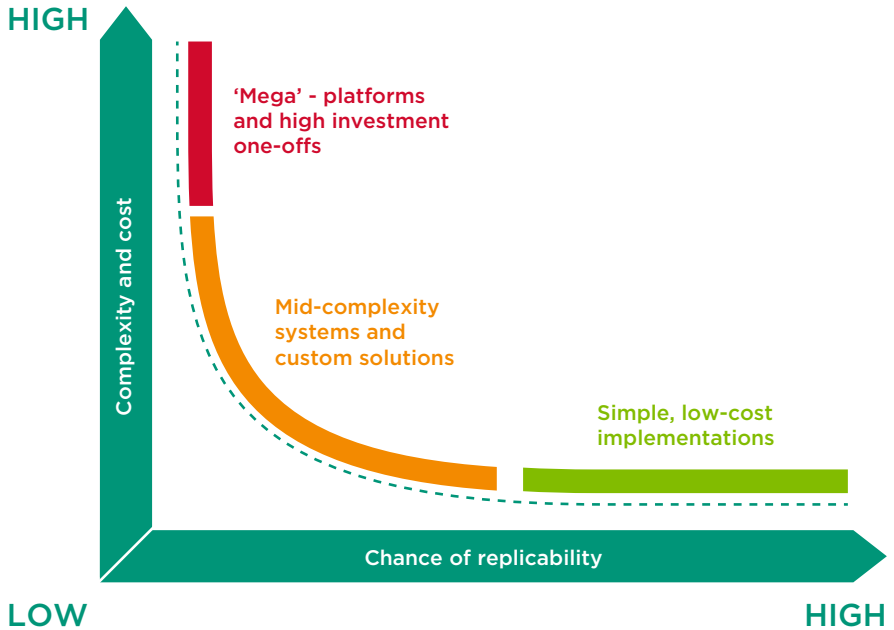 HIGH
‘Mega’ - platforms
and high investment
one-offs
Complexity and cost
Mid-complexity
systems and
custom solutions
Simple, low-cost
implementations
Chance of replicability
LOW
HIGH